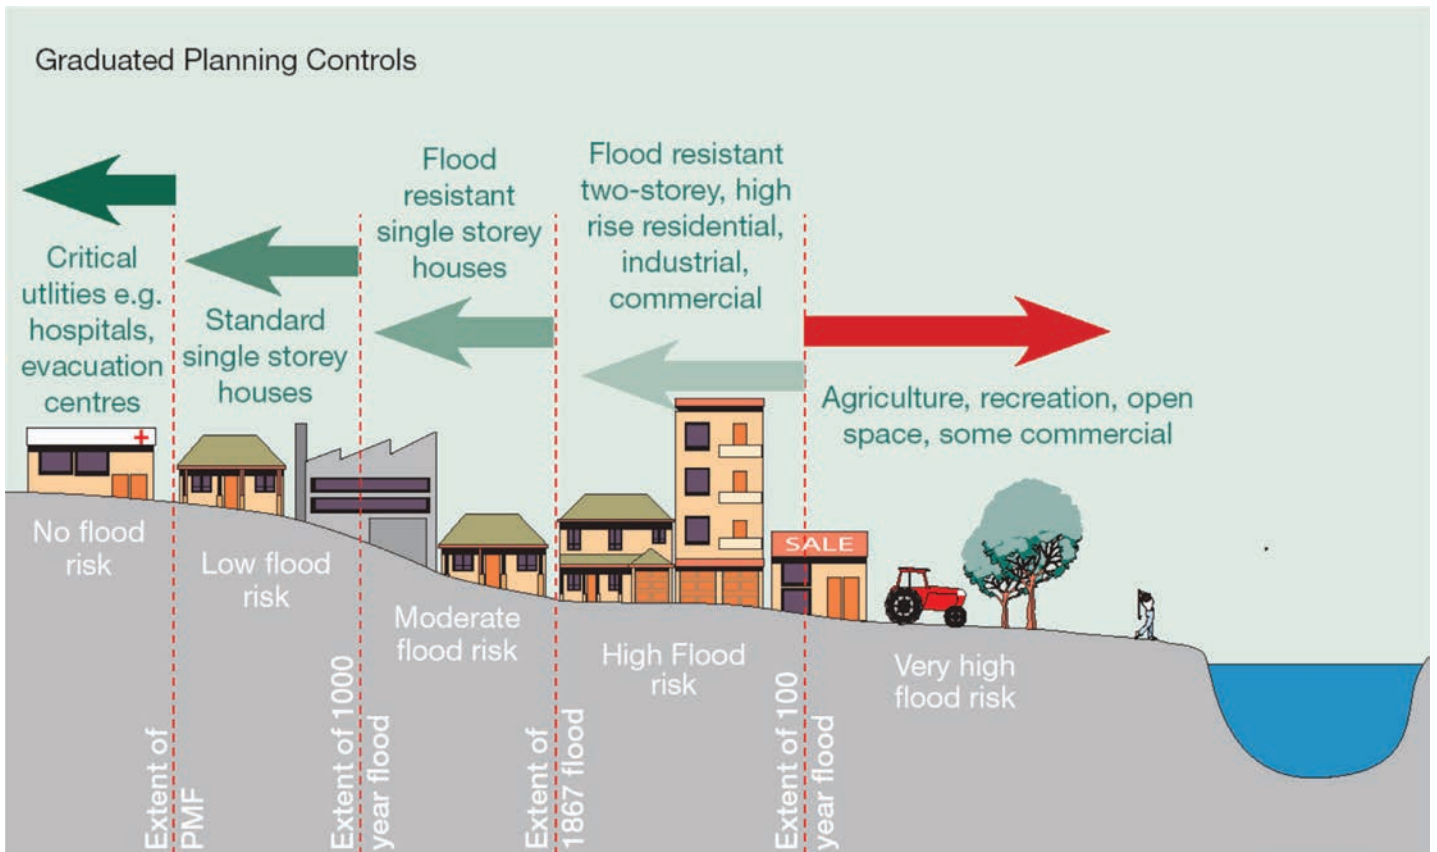 Graduated Planning Controls
Critical
utlities e.g.
hospitals,
evacuation
centres
Standard
single storey
houses
Flood
resistant
single storey
houses
Flood resistant
two-storey, high
rise residential,
industrial,
commercial
Agriculture, recreation, open
space, some commercial
SALE
No flood
risk
Low flood
risk
Moderate
flood risk
High Flood
risk
Very high
flood risk
Extent of
PMF
Extent of 1000
year flood
Extent of
1867 flood
Extent of 100
year flood